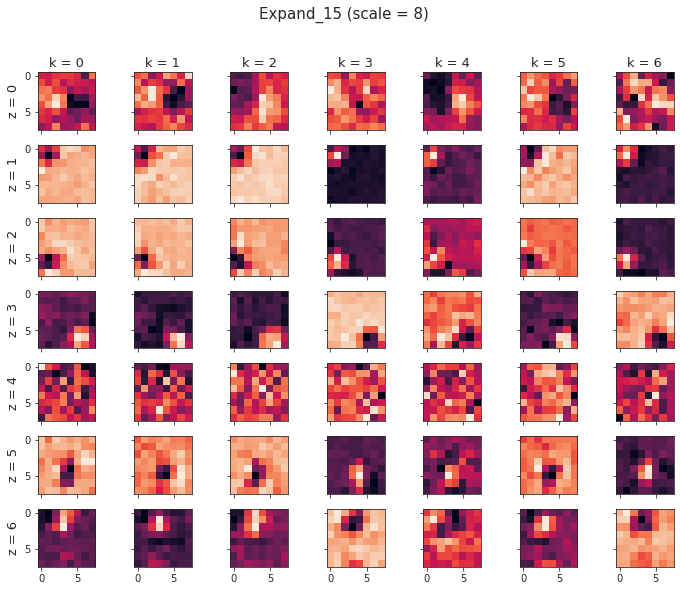 Expand_15 (scale = 8)
k = 0 k = 1 k = 2 k = 3 k = 4 k = 5 k = 6
z = 0
0
5
z = 1
0
5
z = 2
0
5
z = 3
0
5
z = 4
0
5
z = 5
0
5
z = 6
0
5
0 5 0 5 0 5 0 5 0 5 0 5 0 5